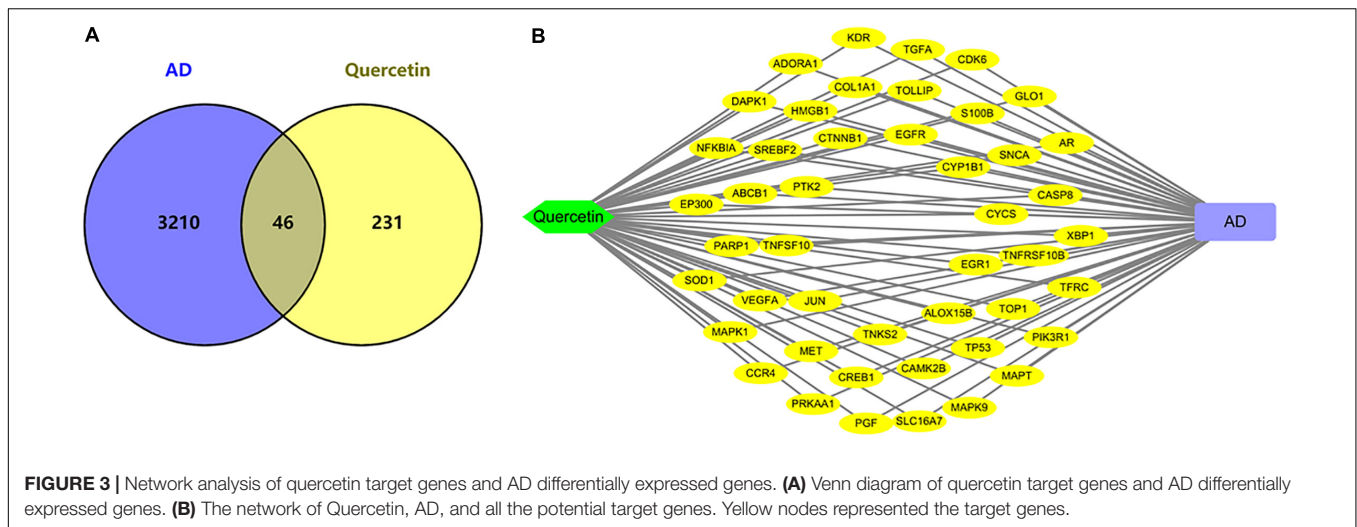 A
B
AD
Quercetin
3210
46
231
KDR
TGFA
CDK6
ADORA1
COL1A1
TOLLIP
GLO1
DAPK1
HMGB1
S100B
CTNNB1
EGFR
AR
NFKBIA
SREBF2
SNCA
CYP1B1
ABCB1
PTK2
CASP8
EP300
CYCS
Quercetin
AD
XBP1
PARP1
TNFSF10
TNFRSF10B
EGR1
SOD1
TFRC
VEGFA
JUN
TOP1
ALOX15B
MAPK1
TNKS2
PIK3R1
MET
TP53
CCR4
CREB1
CAMK2B
MAPT
PRKAA1
MAPK9
PGF
SLC16A7
FIGURE 3 | Network analysis of quercetin target genes and AD differentially expressed genes. (A) Venn diagram of quercetin target genes and AD differentially
expressed genes. (B) The network of Quercetin, AD, and all the potential target genes. Yellow nodes represented the target genes.